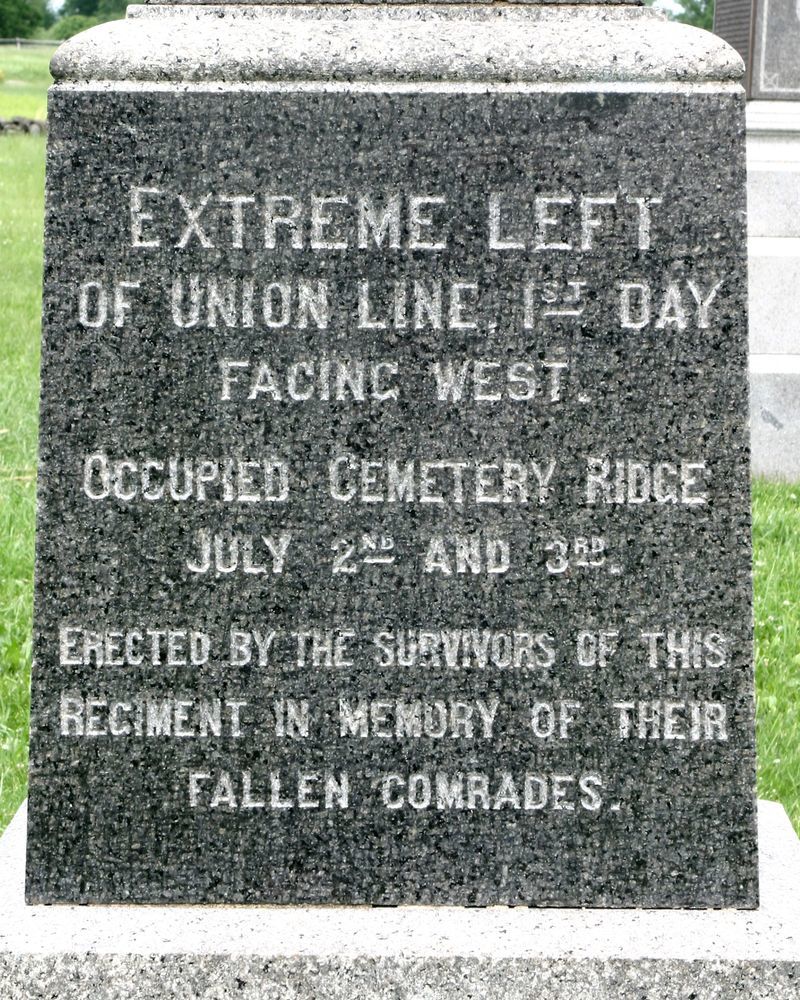 EXTREME LEFT
OF UNION LINE, 1ST DAY
FACING WEST.
OCCUPIED CEMETERY RIDGE
JULY 2ND AND 3RD.
ERECTED BY THE SURVIVORS OF THIS
REGIMENT IN MEMORY OF THEIR
FALLEN COMRADES.